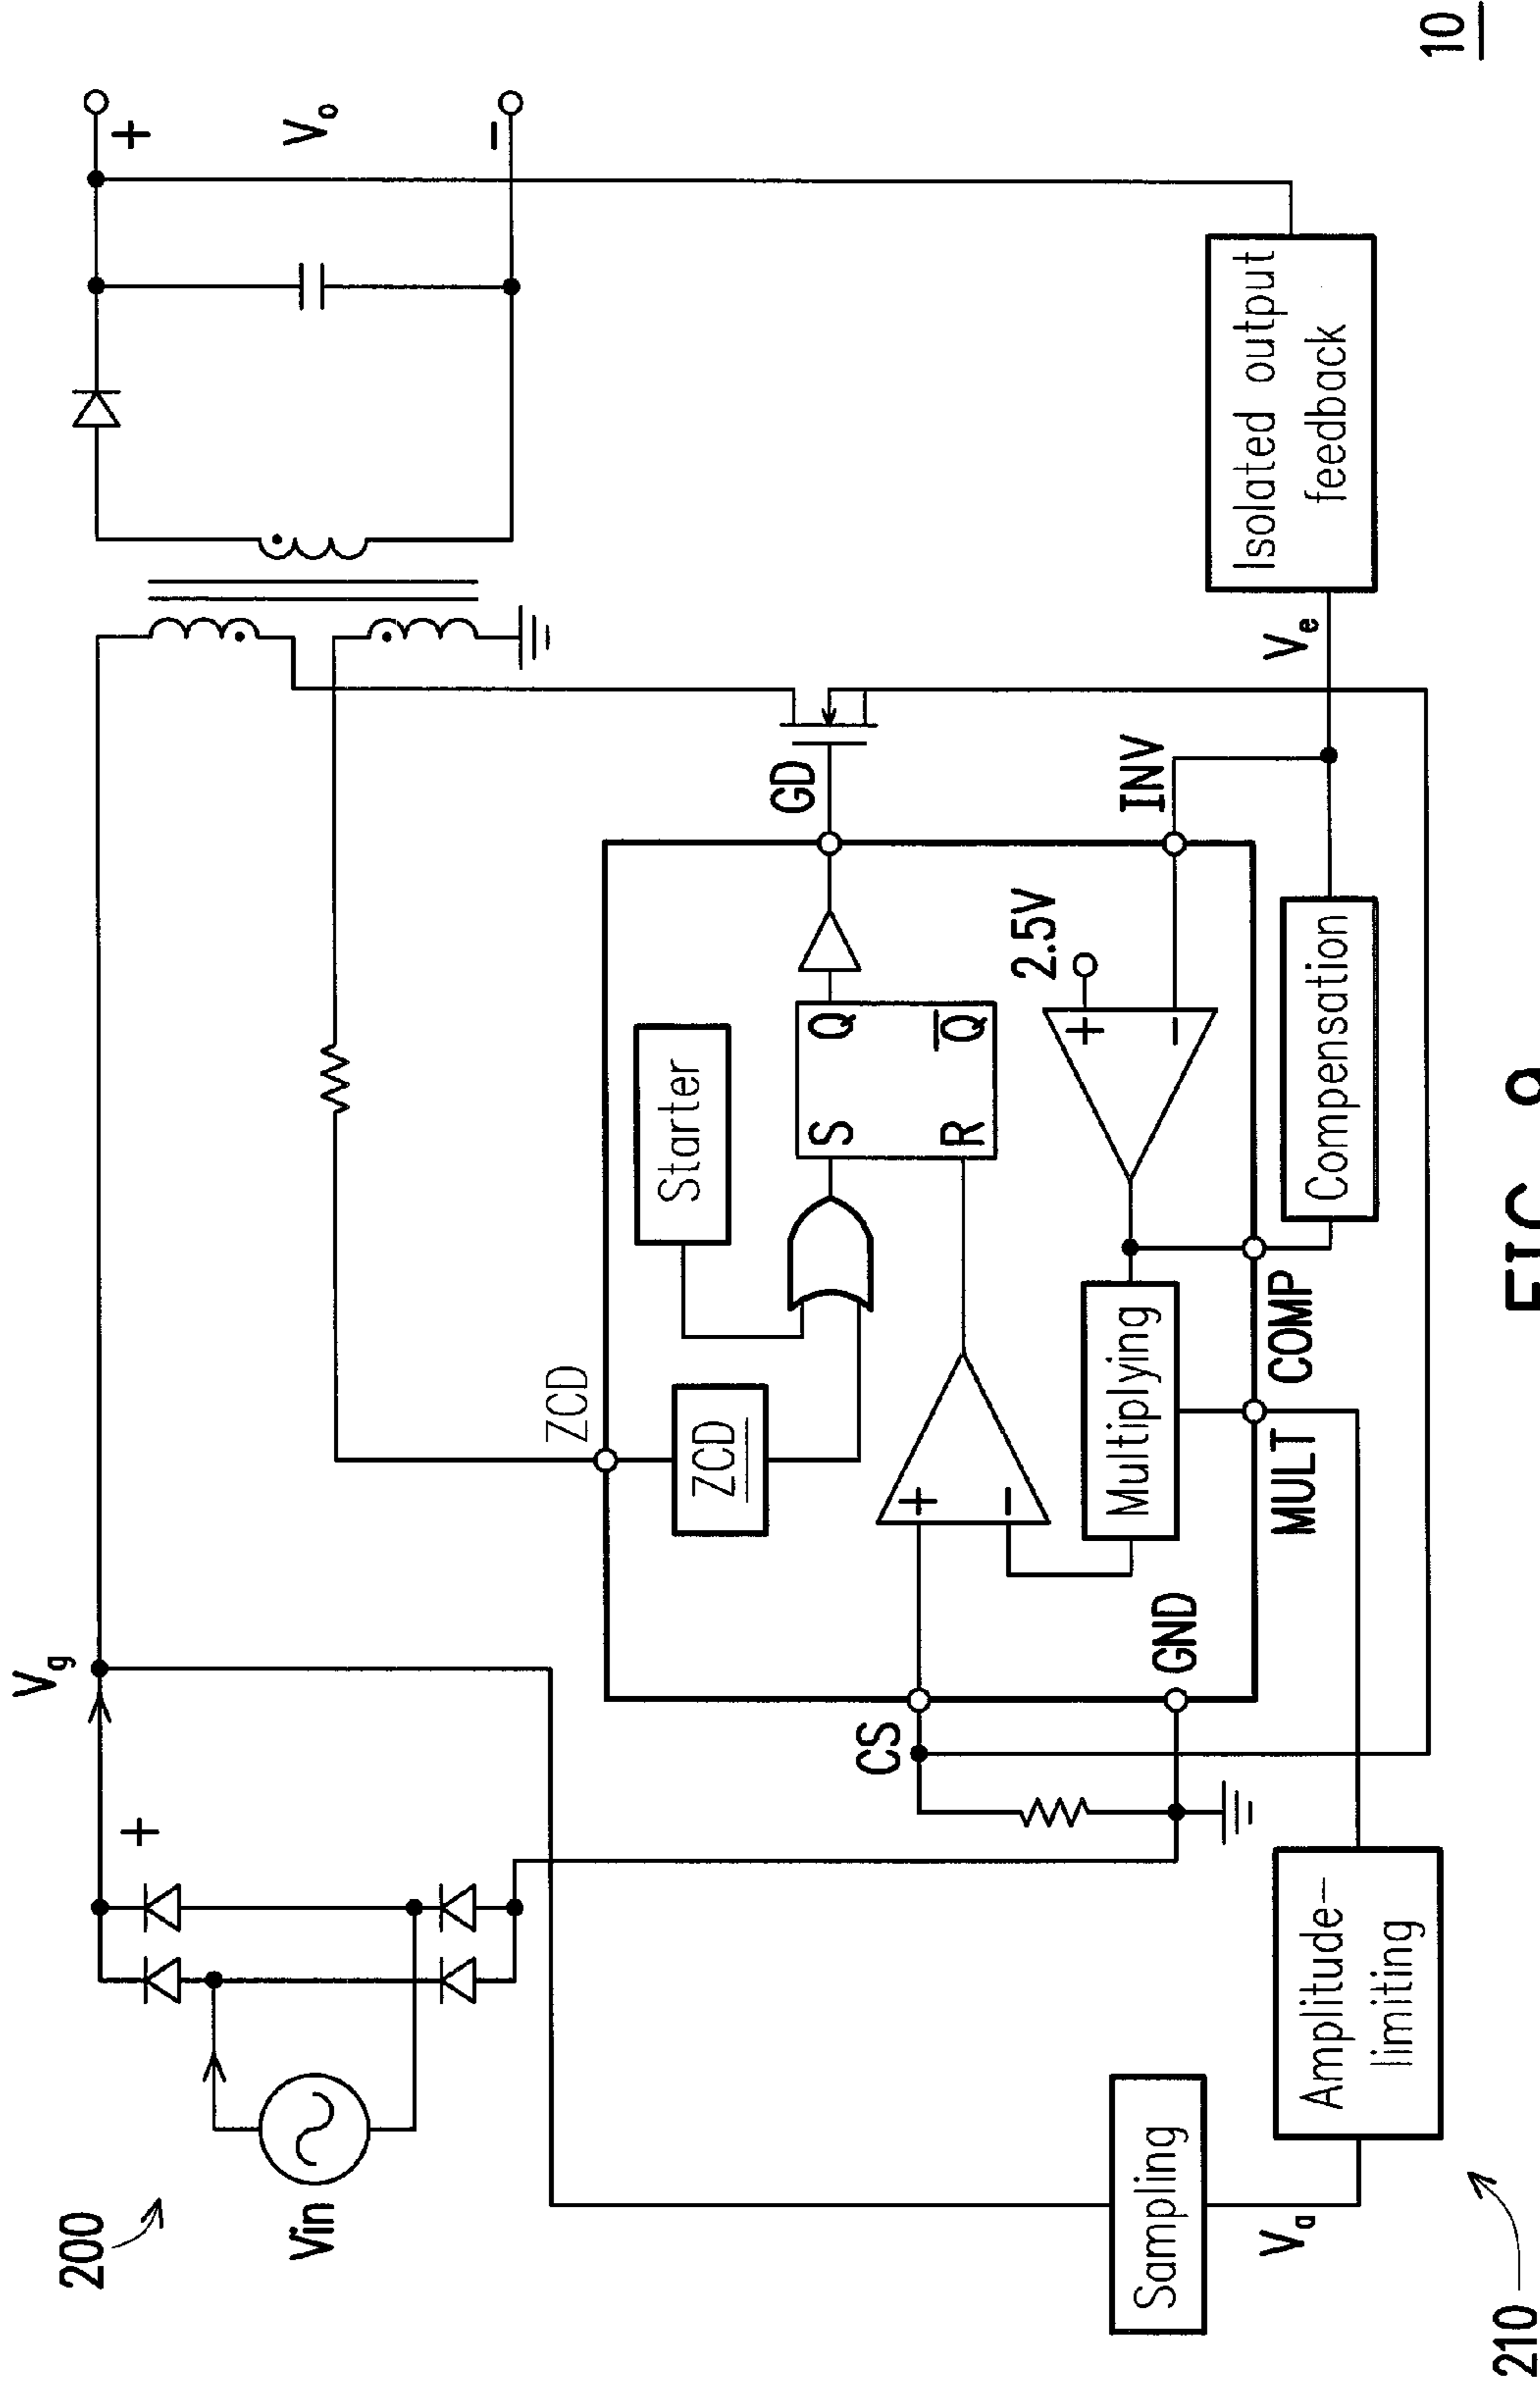 200
Vin
+
Vg
+
Vo
-
ZCD
ZCD
Starter
S
Q
R
Q
GD
CS
+
-
GND
Multiplying
2.5V
+
-
INV
MULT
COMP
Compensation
Ve
Isolated output
feedback
Sampling
Va
Amplitude-
limiting
210
10